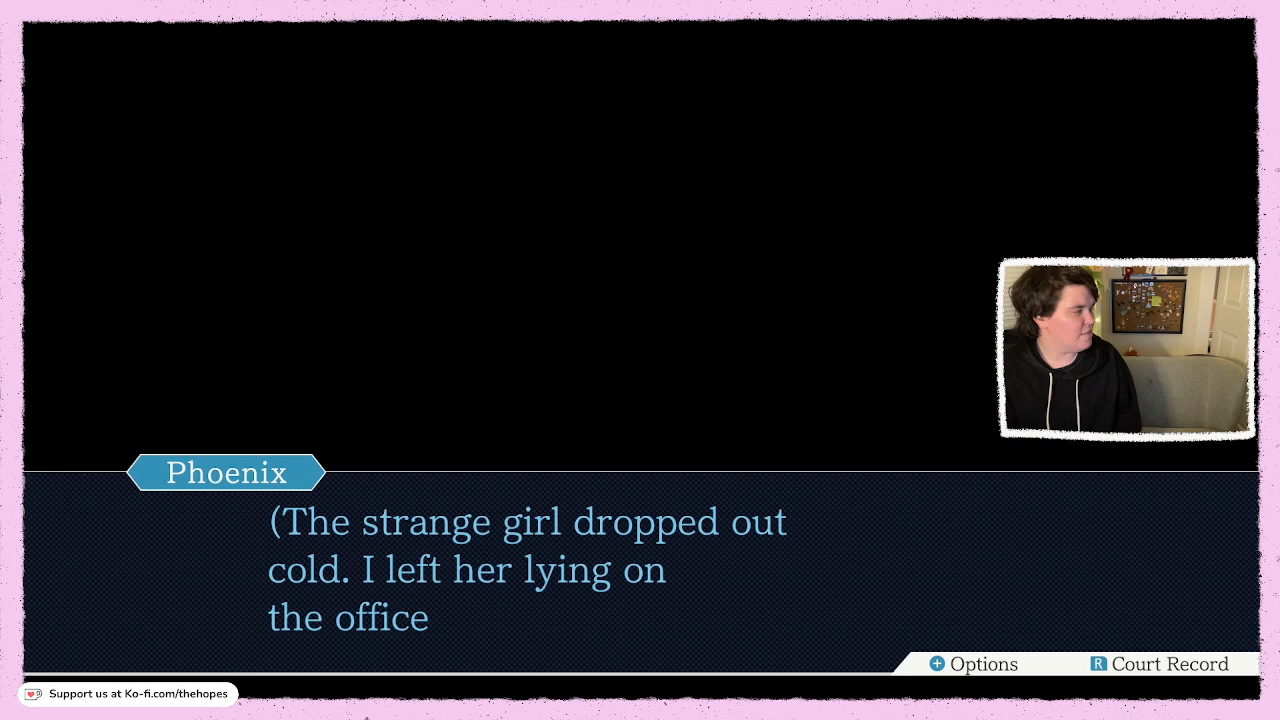 Phoenix
(The strange girl dropped out
cold. I left her lying on
the office
Options
R Court Record
Support us at Ko-fi.com/thehopes